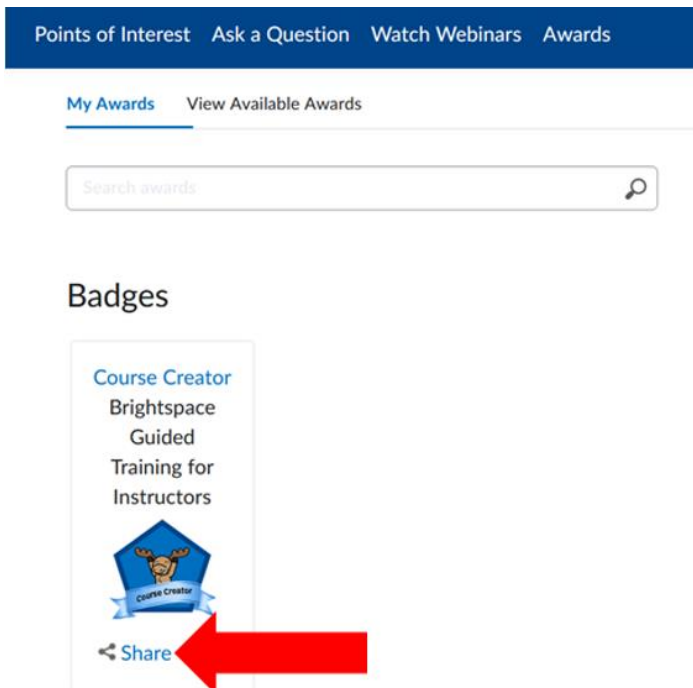 Points of Interest Ask a Question Watch Webinars Awards
My Awards View Available Awards
Search awards
Badges
Course Creator
Brightspace
Guided
Training for
Instructors
Course Creator
Share